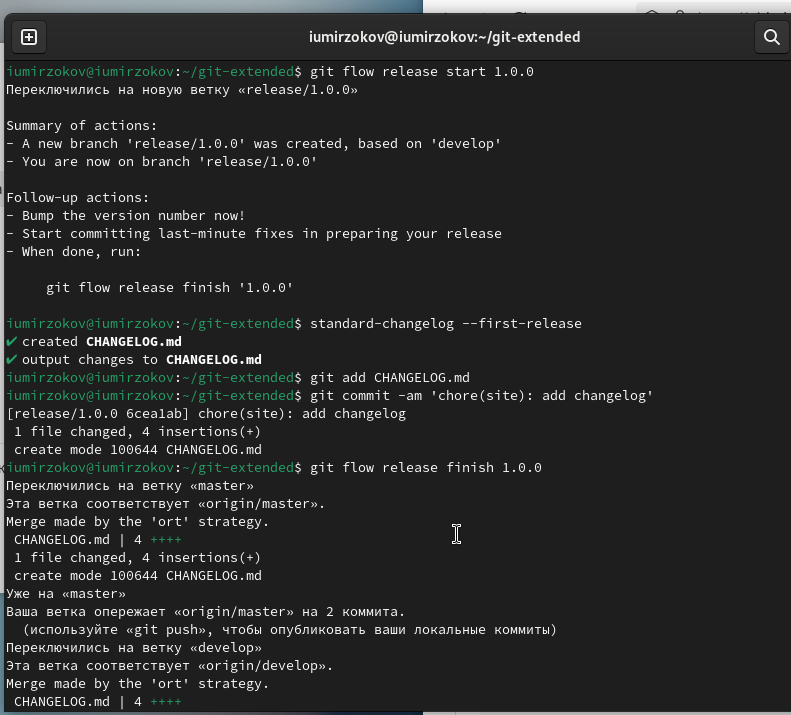 iumirzokov@iumirzokov:~/git-extended
iumirzokov@iumirzokov:~/git-extended$ git flow release start 1.0.0
Переключились на новую ветку «release/1.0.0»
Summary of actions:
- A new branch 'release/1.0.0' was created, based on 'develop'
- You are now on branch 'release/1.0.0'
Follow-up actions:
- Bump the version number now!
- Start committing last-minute fixes in preparing your release
- When done, run:
git flow release finish '1.0.0'
iumirzokov@iumirzokov:~/git-extended$ standard-changelog --first-release
✔ created CHANGELOG.md
✔ output changes to CHANGELOG.md
iumirzokov@iumirzokov:~/git-extended$ git add CHANGELOG.md
iumirzokov@iumirzokov:~/git-extended$ git commit -am 'chore(site): add changelog'
[release/1.0.0 6cea1ab] chore(site): add changelog
1 file changed, 4 insertions(+)
create mode 100644 CHANGELOG.md
iumirzokov@iumirzokov:~/git-extended$ git flow release finish 1.0.0
Переключились на ветку «master»
Эта ветка соответствует «origin/master».
Merge made by the 'ort' strategy.
CHANGELOG.md | 4 ++++
1 file changed, 4 insertions(+)
create mode 100644 CHANGELOG.md
Уже на «master»
Ваша ветка опережает «origin/master» на 2 коммита.
(используйте «git push», чтобы опубликовать ваши локальные коммиты)
Переключились на ветку «develop»
Эта ветка соответствует «origin/develop».
Merge made by the 'ort' strategy.
CHANGELOG.md | 4 ++++